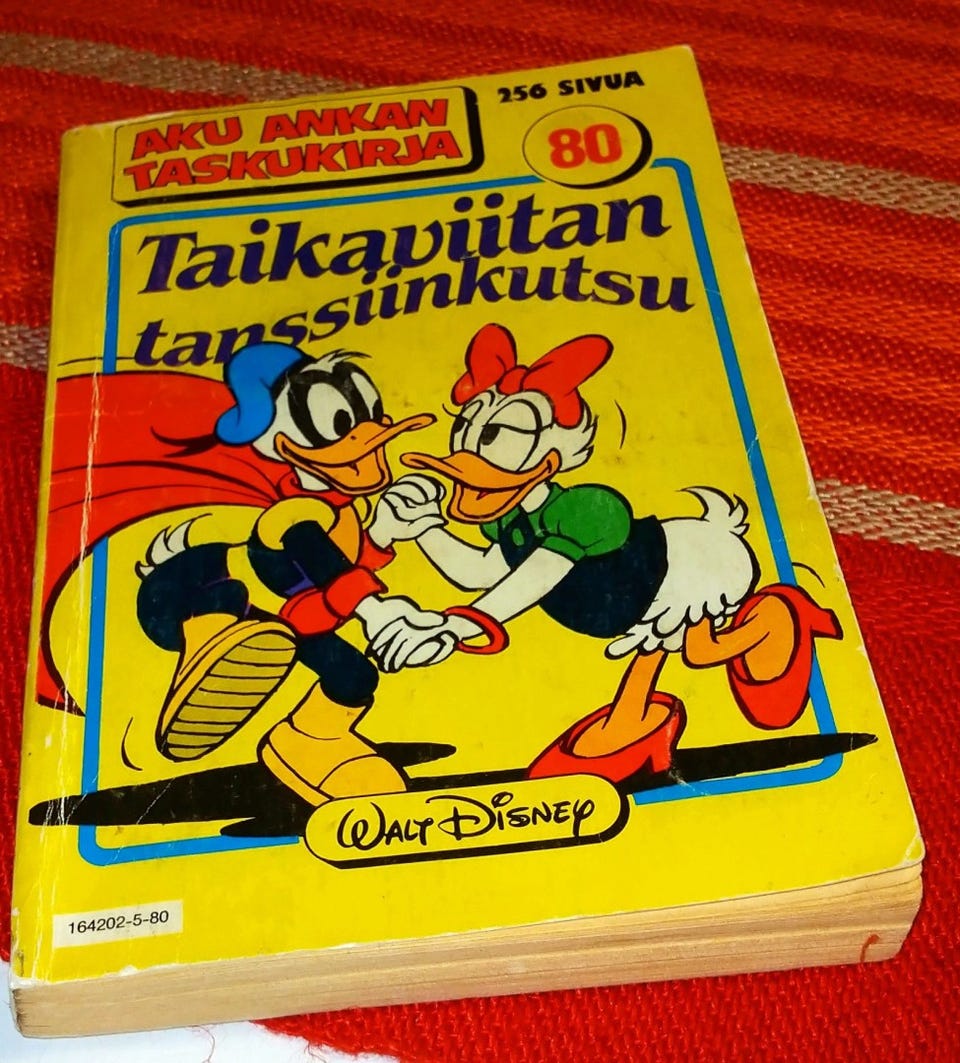 256 SIVUA
AKU ANKAN
TASKUKIRJA
80
Taikaviitan
tanssiinkutsu
WALT DISNEY
164202-5-80